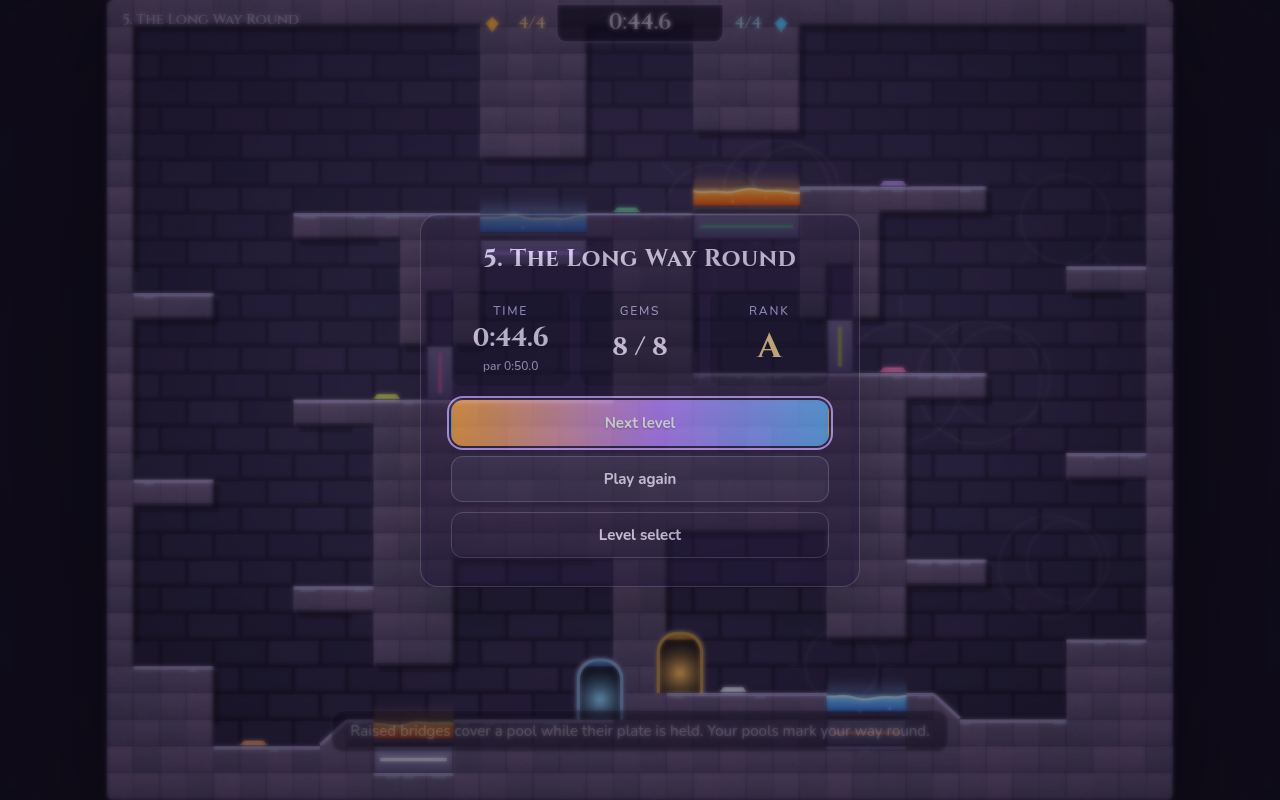 5. The Long Way Round
4/4
0:44.6
4/4
5. The Long Way Round
TIME
GEMS
RANK
0:44.6
8 / 8
A
par 0:50.0
Next level
Play again
Level select
Raised bridges cover a pool while their plate is held. Your pools mark your way round.